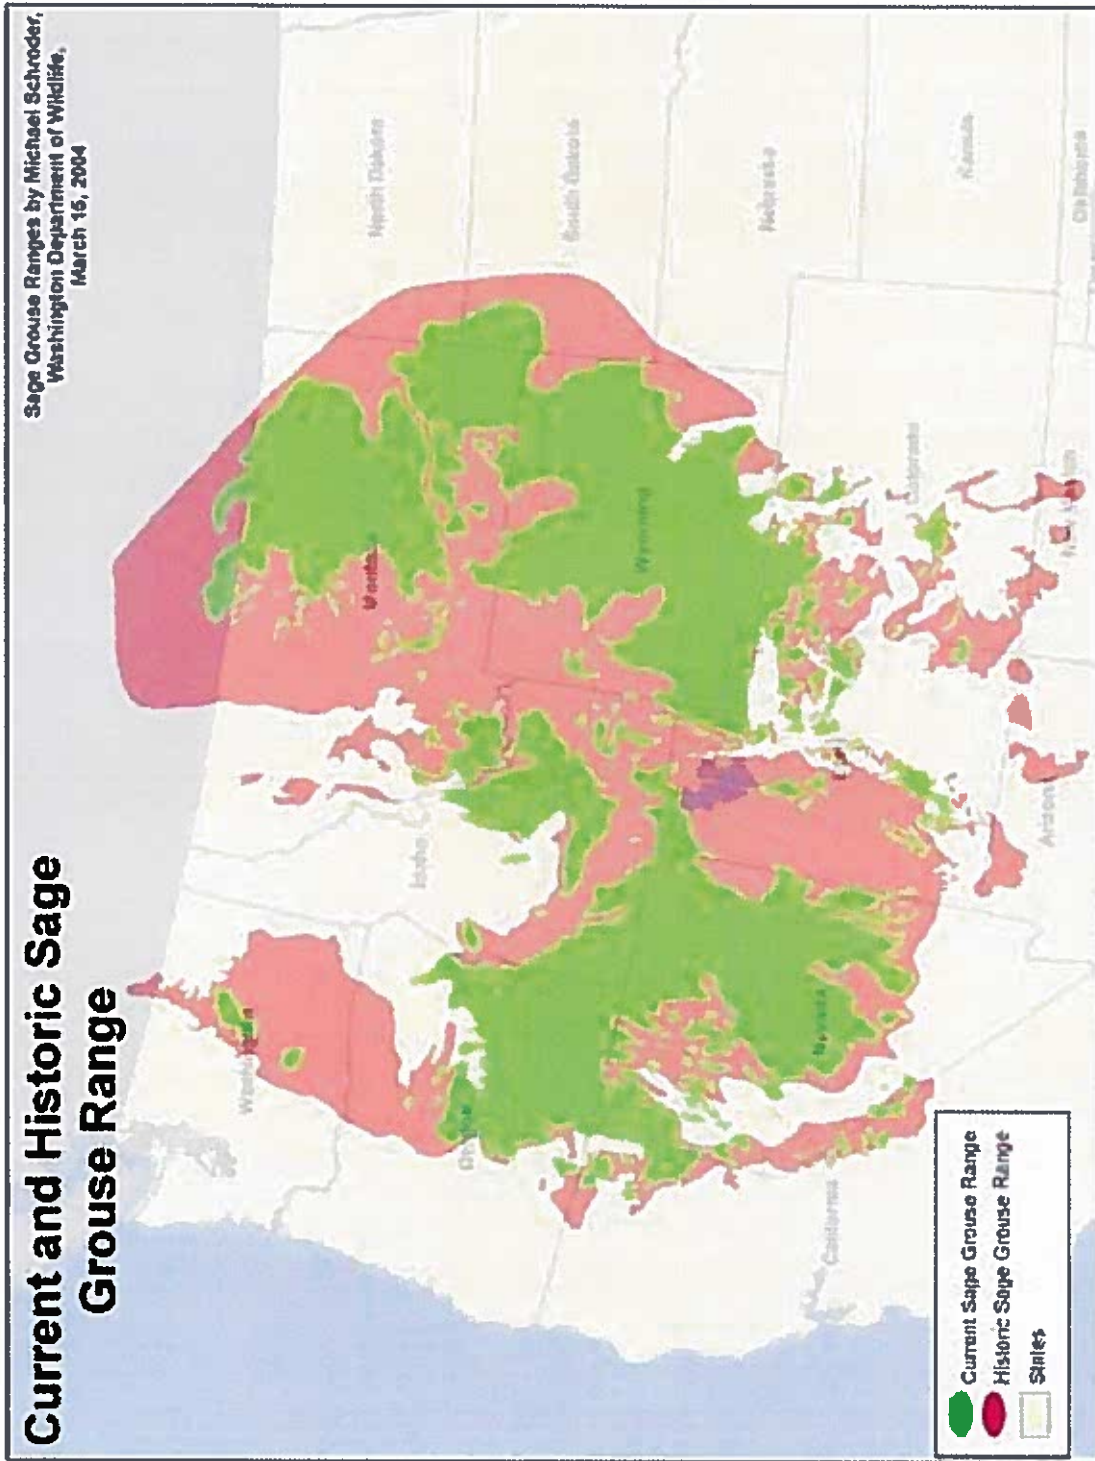 Current and Historic Sage
Grouse Range
Sage Grouse Ranges by Michael Schroder,
Washington Department of Wildlife,
March 15, 2004
North Dakota
South Dakota
Nebraska
Kansas
Oklahoma
Montana
Wyoming
Colorado
Idaho
Nevada
California
Current Sage Grouse Range
Historic Sage Grouse Range
States